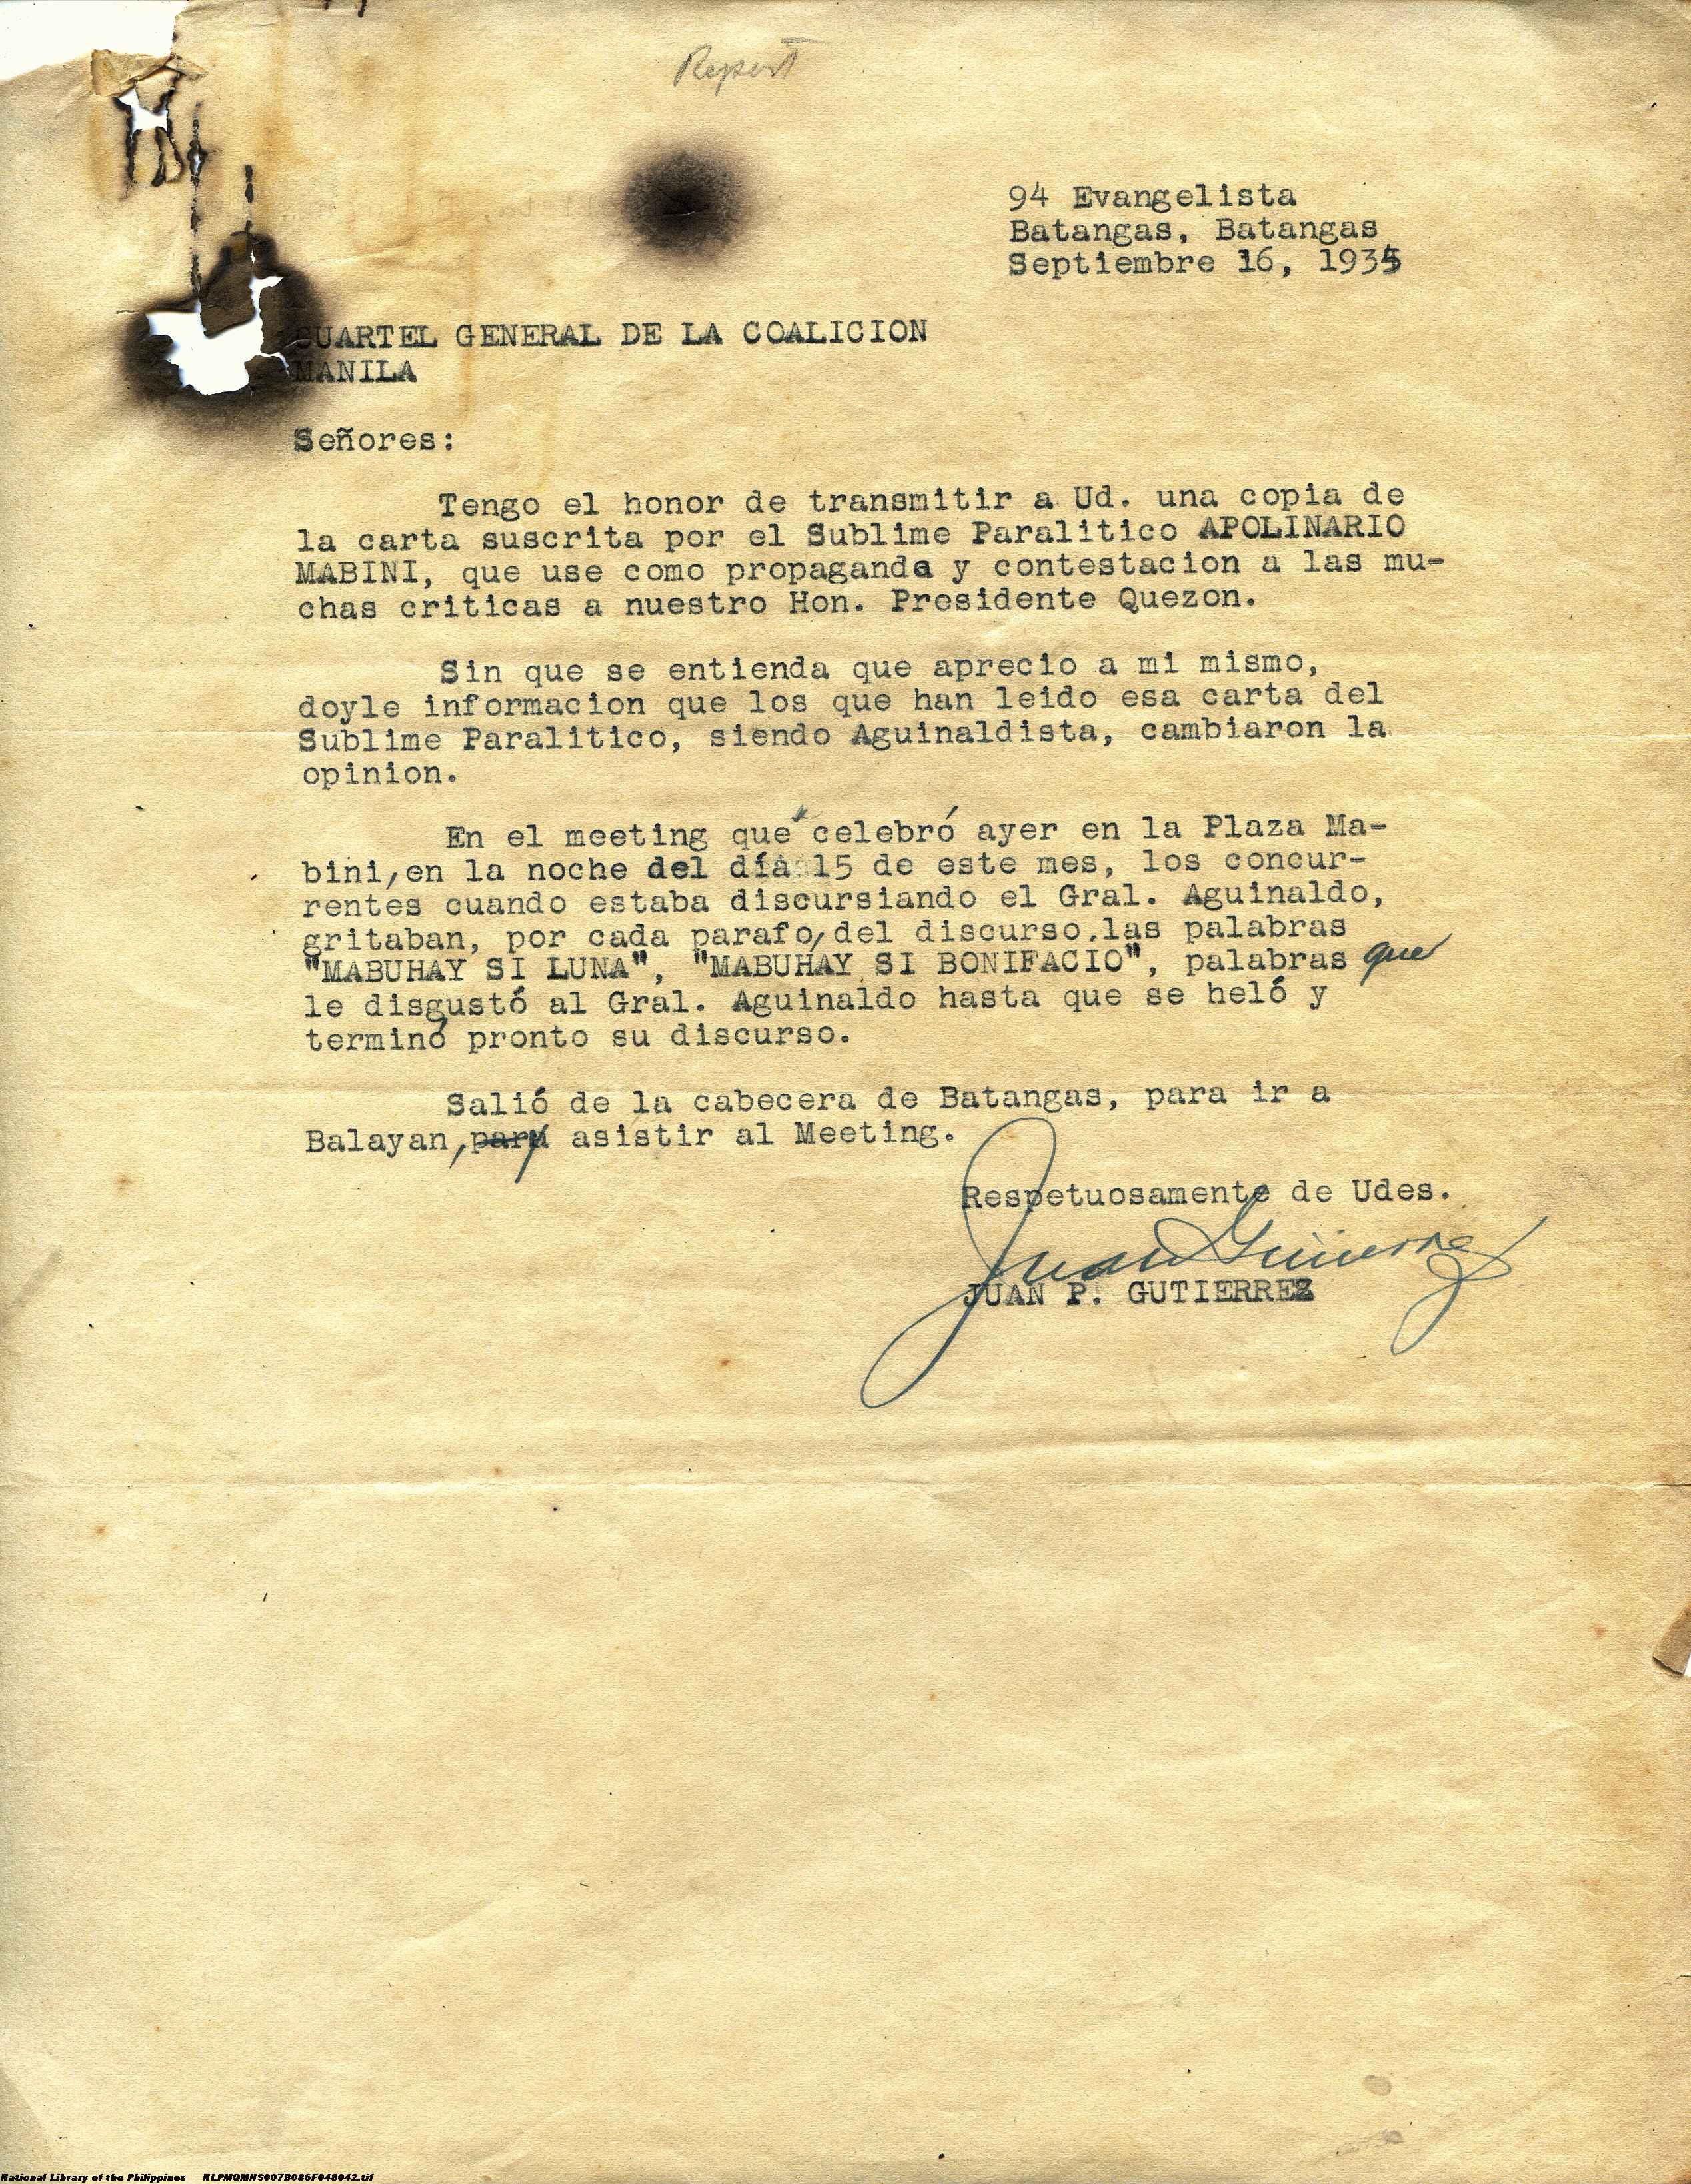 Report
94 Evangelista
Batangas, Batangas
Septiembre 16, 1935
CUARTEL GENERAL DE LA COALICION
MANILA
Señores:
Tengo el honor de transmitir a Ud. una copia de
la carta suscrita por el Sublime Paralitico APOLINARIO
MABINI, que use como propaganda y contestacion a las mu-
chas criticas a nuestro Hon. Presidente Quezon.
Sin que se entienda que aprecio a mi mismo,
doyle informacion que los que han leido esa carta del
Sublime Paralitico, siendo Aguinaldista, cambiaron la
opinion.
En el meeting que celebró ayer en la Plaza Ma-
bini, en la noche del día 15 de este mes, los concur-
rentes cuando estaba discursiando el Gral. Aguinaldo,
gritaban, por cada parafo, del discurso, las palabras
"MABUHAY SI LUNA", "MABUHAY SI BONIFACIO", palabras que
le disgustó al Gral. Aguinaldo hasta que se heló y
terminó pronto su discurso.
Salió de la cabecera de Batangas, para ir a
Balayan, para asistir al Meeting.
Respetuosamente de Udes.
Juan Gutierrez
JUAN P. GUTIERREZ
National Library of the Philippines NLPMQMNS007B086F048042.tif